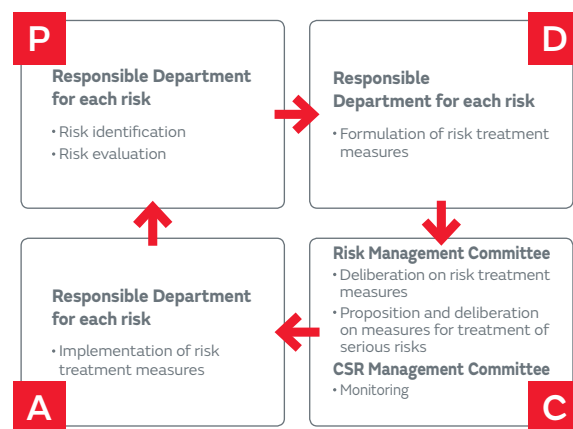 P
Responsible Department
for each risk
• Risk identification
• Risk evaluation
D
Responsible
Department for each risk
• Formulation of risk treatment
measures
Risk Management Committee
• Deliberation on risk treatment
measures
• Proposition and deliberation
on measures for treatment of
serious risks
CSR Management Committee
• Monitoring
C
Responsible Department
for each risk
• Implementation of risk
treatment measures
A